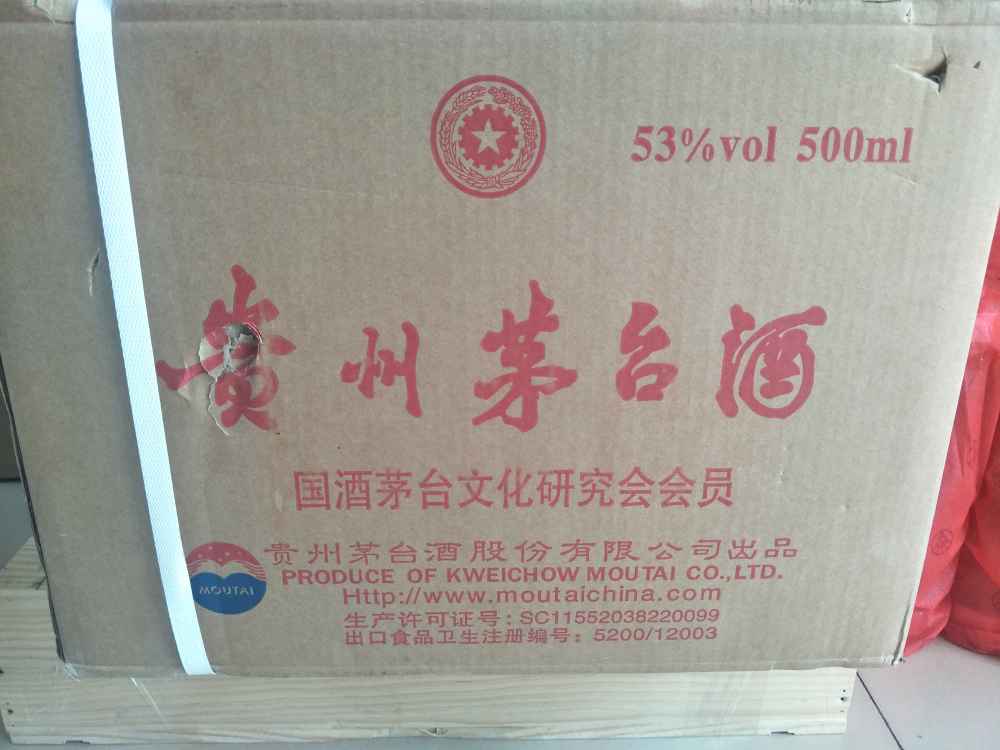 53%vol 500ml
贵州茅台酒
国酒茅台文化研究会会员
贵州茅台酒股份有限公司出品
MOUTAI
PRODUCE OF KWEICHOW MOUTAI CO.,LTD.
Http://www.moutaichina.com
生产许可证号: SC11552038220099
出口食品卫生注册编号: 5200/12003